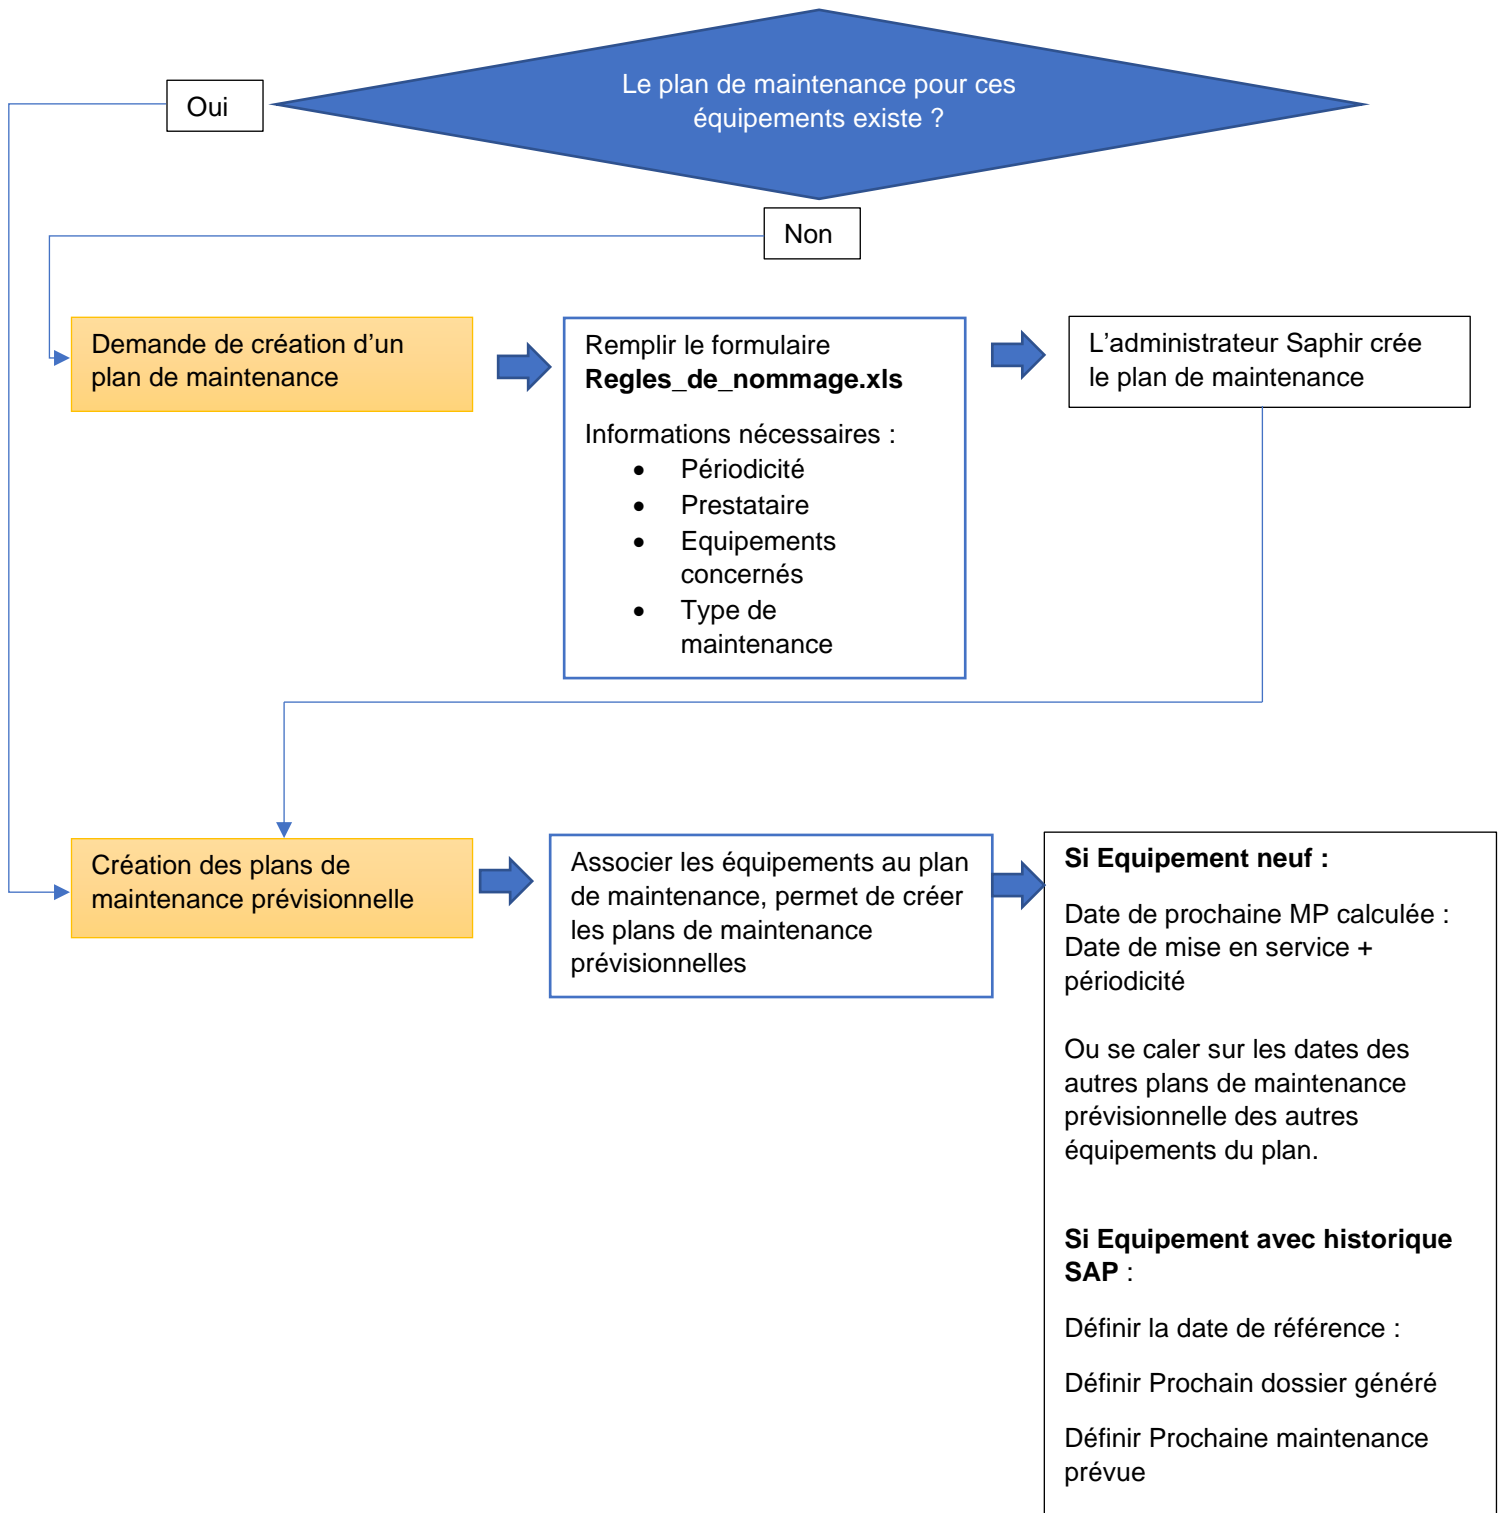 Le plan de maintenance pour ces
équipements existe ?
Oui
Non
Demande de création d’un
plan de maintenance
Remplir le formulaire
Regles_de_nommage.xls
Informations nécessaires :
• Périodicité
• Prestataire
• Equipements
concernés
• Type de
maintenance
L’administrateur Saphir crée
le plan de maintenance
Création des plans de
maintenance prévisionnelle
Associer les équipements au plan
de maintenance, permet de créer
les plans de maintenance
prévisionnelles
Si Equipement neuf :
Date de prochaine MP calculée :
Date de mise en service +
périodicité
Ou se caler sur les dates des
autres plans de maintenance
prévisionnelle des autres
équipements du plan.
Si Equipement avec historique
SAP :
Définir la date de référence :
Définir Prochain dossier généré
Définir Prochaine maintenance
prévue